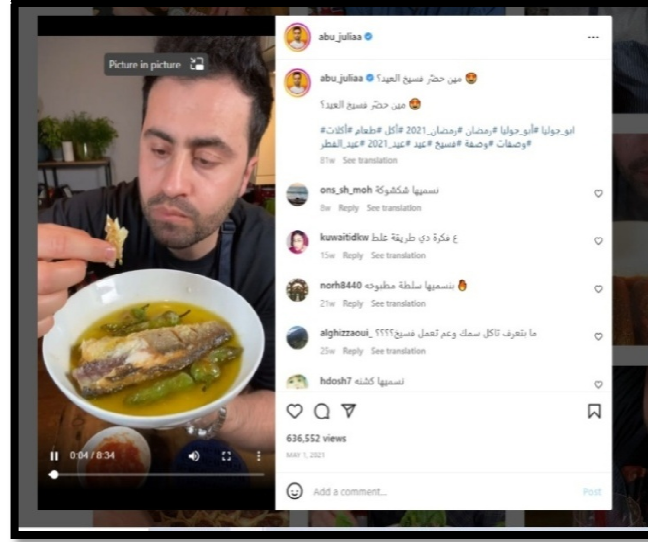 Picture in picture
abu_juliaa
...
abu_juliaa مين حضّر فسيخ العيد؟
مين حضّر فسيخ العيد؟
ابو_جوليا #أبو_جوليا #رمضان #رمضان_2021 #أكل #طعام #أكلات#
#وصفات #وصفة #فسيخ #عيد #عيد_2021 #عيد_الفطر
81w See translation
ons_sh_moh نسميها شكشوكة
8w Reply See translation
kuwaitidkw ع فكرة دي طريقة غلط
15w Reply See translation
norh8440 بنسميها سلطة مطبوخه
21w Reply See translation
alghizzaoui_ ما بتعرف تاكل سمك وعم تعمل فسيخ؟؟؟؟
25w Reply See translation
hdosh7 نسميها كشنه
0:04 / 8:34
636,552 views
MAY 1, 2021
Add a comment...
Post